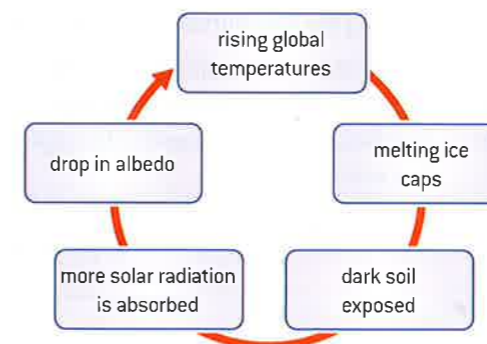 rising global
temperatures
melting ice
caps
dark soil
exposed
more solar radiation
is absorbed
drop in albedo